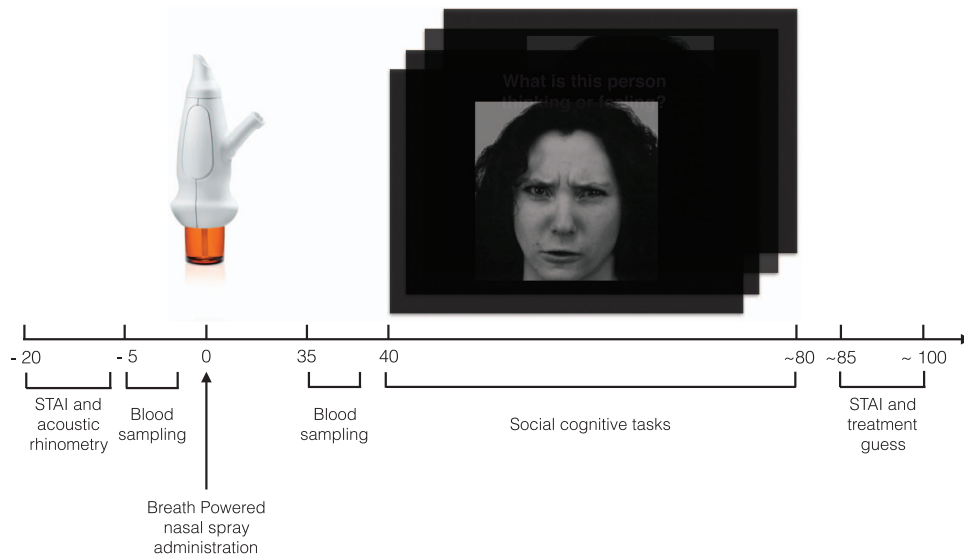 What is this person
thinking or feeling?
- 20
- 5
0
35
40
~80
~85
~ 100
STAI and
acoustic
rhinometry
Blood
sampling
Blood
sampling
Social cognitive tasks
STAI and
treatment
guess
Breath Powered
nasal spray
administration